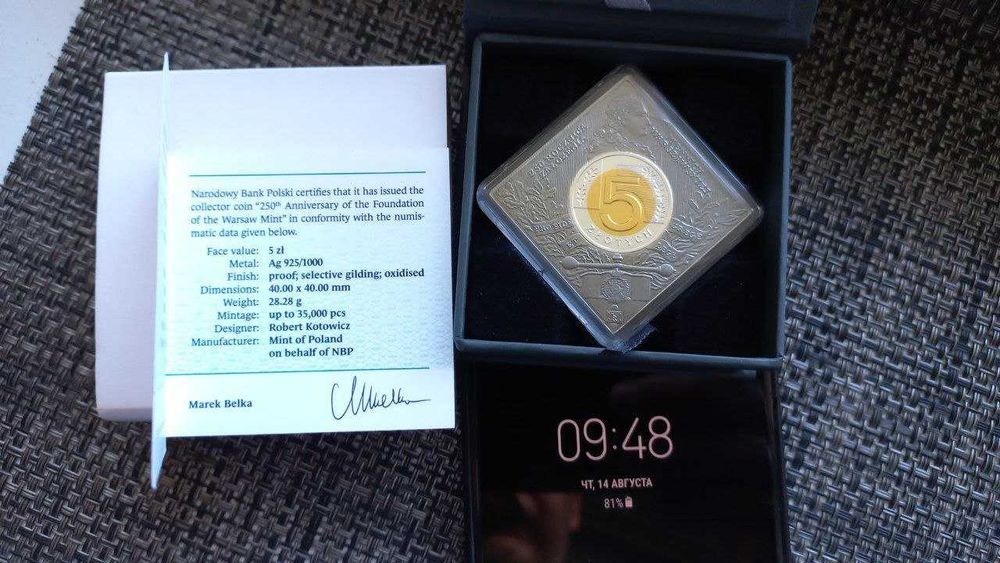 Narodowy Bank Polski certifies that it has issued the
collector coin "250th Anniversary of the Foundation
of the Warsaw Mint" in conformity with the numis-
matic data given below.
Face value: 5 zł
Metal: Ag 925/1000
Finish: proof; selective gilding; oxidised
Dimensions: 40.00 x 40.00 mm
Weight: 28.28 g
Mintage: up to 35,000 pcs
Designer: Robert Kotowicz
Manufacturer: Mint of Poland
on behalf of NBP
Marek Belka
5
ZŁOTYCH
09:48
ЧТ, 14 АВГУСТА
81%